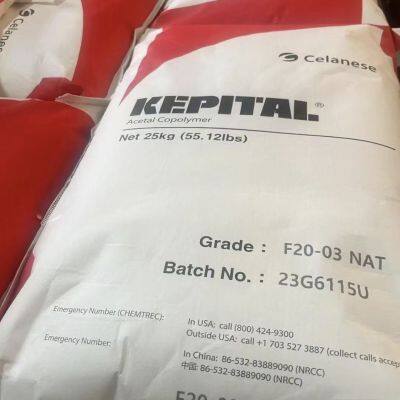 Celanese
KEPITAL®
Acetal Copolymer
Net 25kg (55.12lbs)
Grade : F20-03 NAT
Batch No. : 23G6115U
Emergency Number (CHEMTREC): In USA: call (800) 424-9300
Outside USA: call +1 703 527 3887 (collect calls accep
Emergency Number: In China: 86-532-83889090 (NRCC)
中国: 86-532-83889090 (NRCC)